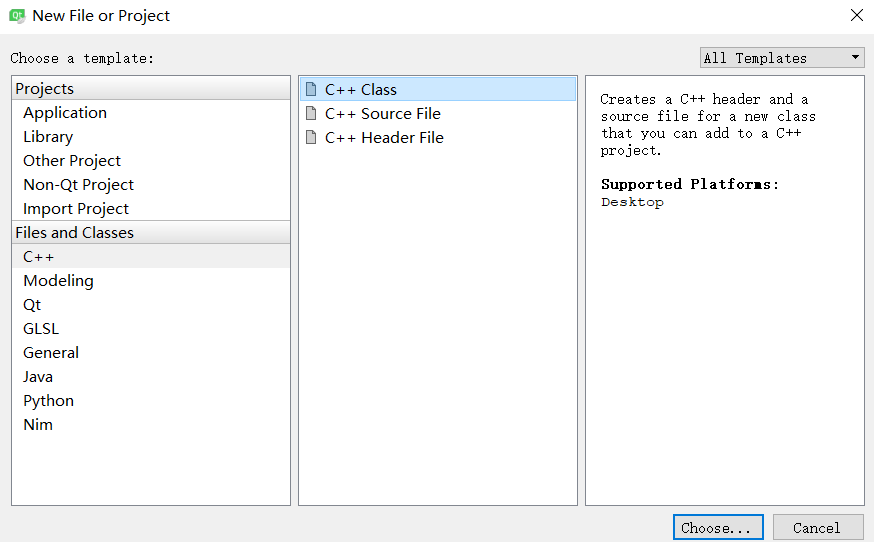 New File or Project
Choose a template:
All Templates
Projects
Application
Library
Other Project
Non-Qt Project
Import Project
Files and Classes
C++
Modeling
Qt
GLSL
General
Java
Python
Nim
C++ Class
C++ Source File
C++ Header File
Creates a C++ header and a
source file for a new class
that you can add to a C++
project.
Supported Platforms:
Desktop
Choose...
Cancel